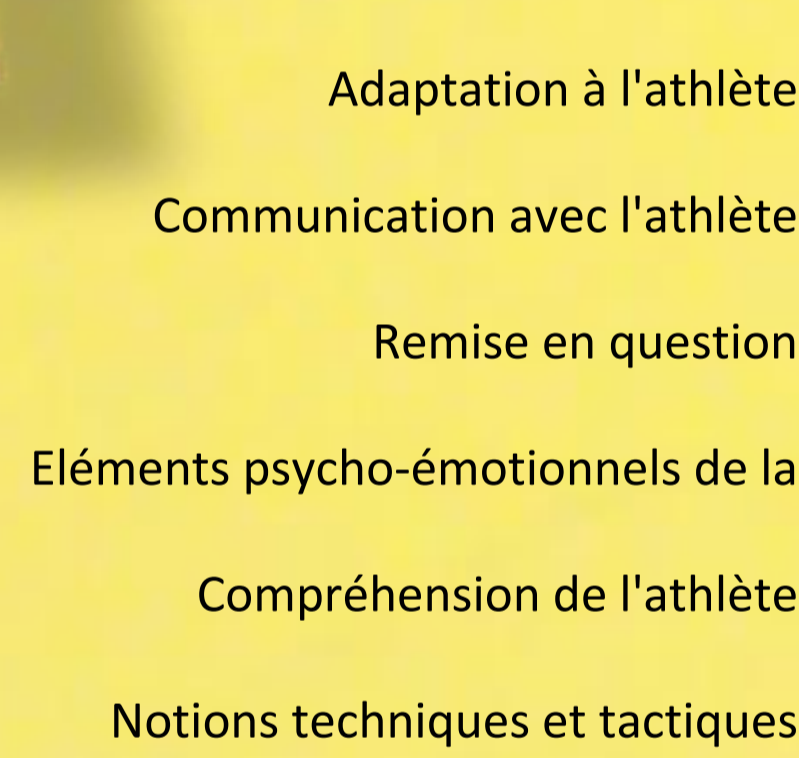 Adaptation à l'athlète
Communication avec l'athlète
Remise en question
Eléments psycho-émotionnels de la
Compréhension de l'athlète
Notions techniques et tactiques